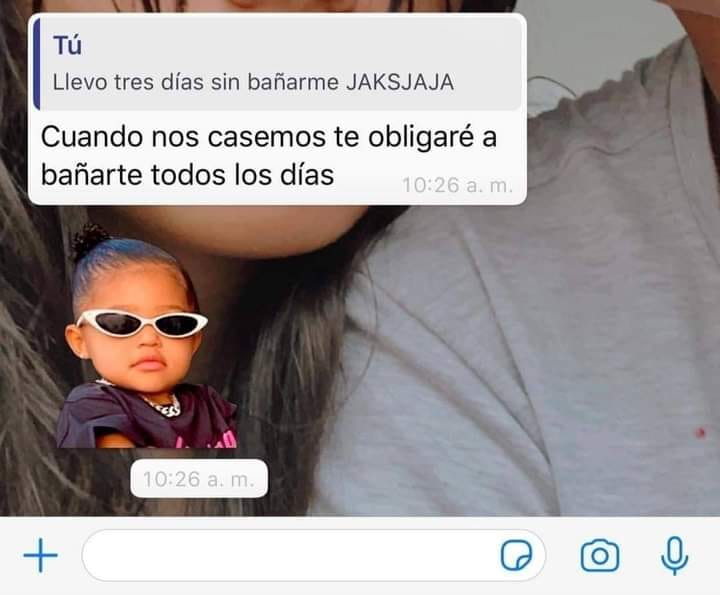 Tú
Llevo tres días sin bañarme JAKSJAJA
Cuando nos casemos te obligaré a
bañarte todos los días
10:26 a. m.
10:26 a. m.